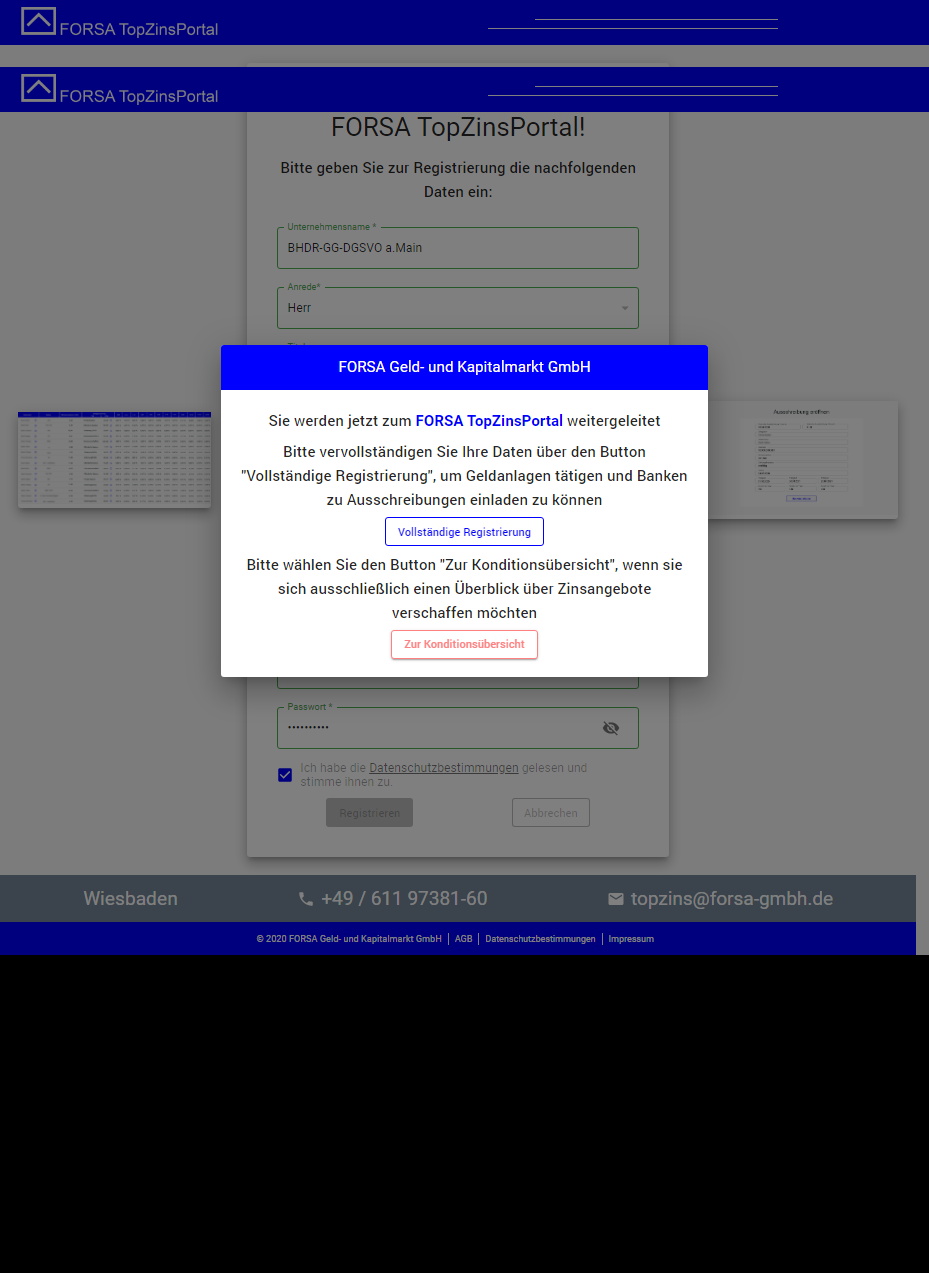 FORSA TopZinsPortal
FORSA TopZinsPortal
FORSA TopZinsPortal!
Bitte geben Sie zur Registrierung die nachfolgenden
Daten ein:
Unternehmensname *
BHDR-GG-DGSVO a.Main
Anrede*
Herr
FORSA Geld- und Kapitalmarkt GmbH
Sie werden jetzt zum FORSA TopZinsPortal weitergeleitet
Bitte vervollständigen Sie Ihre Daten über den Button
"Vollständige Registrierung", um Geldanlagen tätigen und Banken
zu Ausschreibungen einladen zu können
Vollständige Registrierung
Bitte wählen Sie den Button "Zur Konditionsübersicht", wenn sie
sich ausschließlich einen Überblick über Zinsangebote
verschaffen möchten
Zur Konditionsübersicht
Ausschreibung eröffnen
Passwort *
Ich habe die Datenschutzbestimmungen gelesen und
stimme ihnen zu.
Registrieren
Abbrechen
Wiesbaden
+49 / 611 97381-60
topzins@forsa-gmbh.de
© 2020 FORSA Geld- und Kapitalmarkt GmbH | AGB | Datenschutzbestimmungen | Impressum